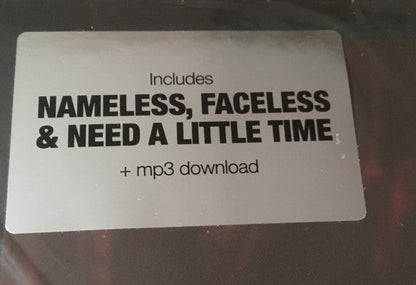 Includes
NAMELESS, FACELESS
& NEED A LITTLE TIME
+ mp3 download